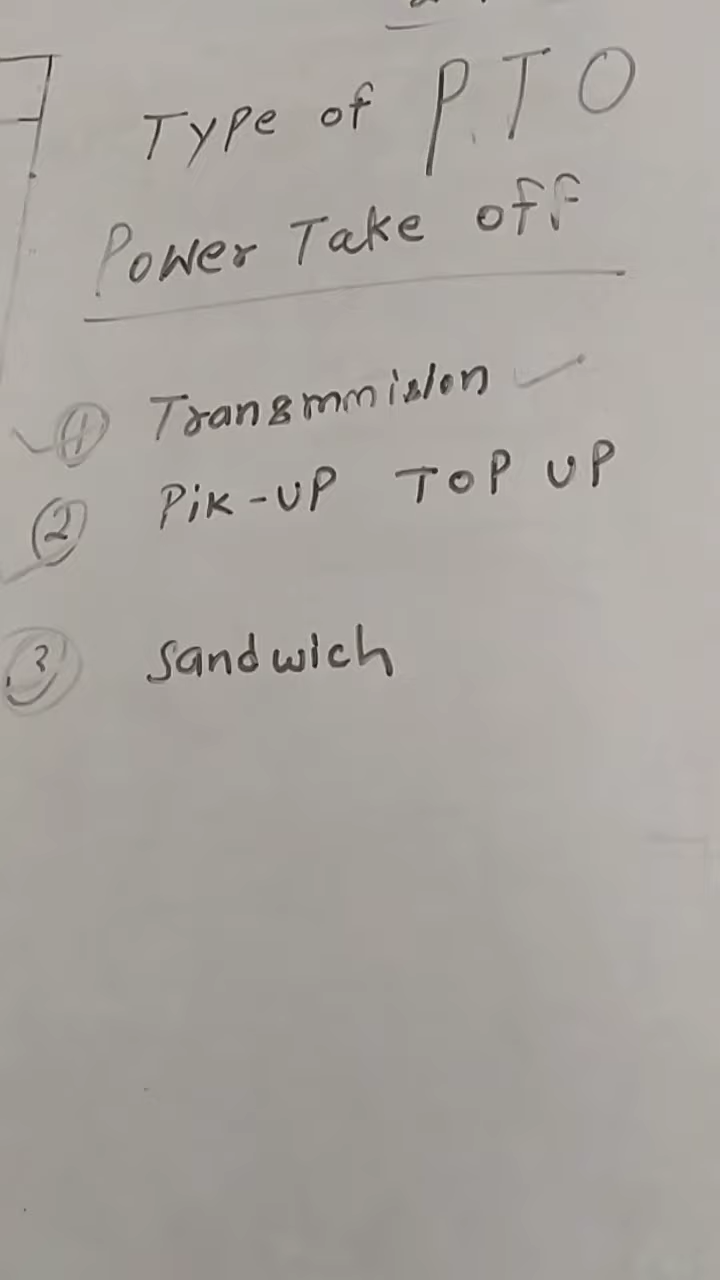 Type of P.T O
Power Take off
① Transmmision
② Pik-UP TOP UP
③ Sandwich